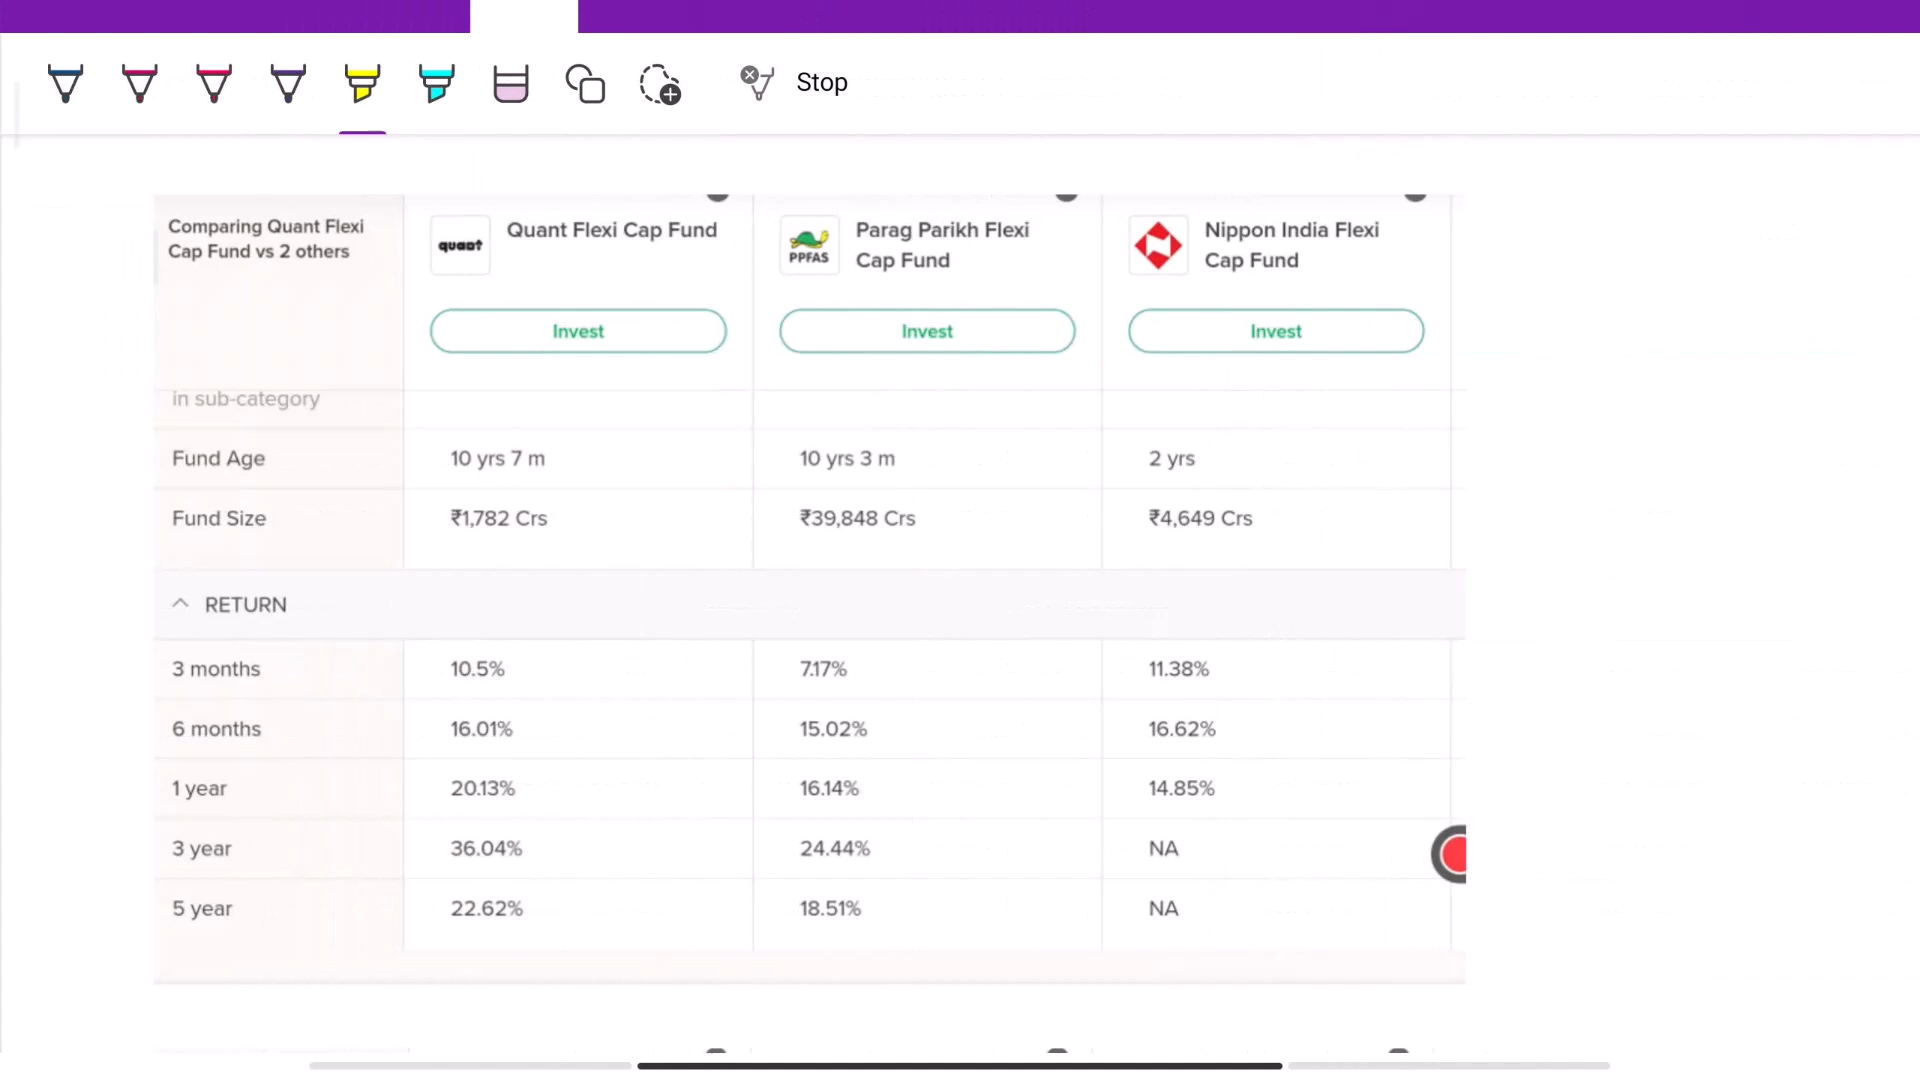 Stop
Comparing Quant Flexi
Cap Fund vs 2 others
quant
Quant Flexi Cap Fund
PPFAS
Parag Parikh Flexi
Cap Fund
Nippon India Flexi
Cap Fund
Invest
Invest
Invest
in sub-category
Fund Age
10 yrs 7 m
10 yrs 3 m
2 yrs
Fund Size
₹1,782 Crs
₹39,848 Crs
₹4,649 Crs
RETURN
3 months
10.5%
7.17%
11.38%
6 months
16.01%
15.02%
16.62%
1 year
20.13%
16.14%
14.85%
3 year
36.04%
24.44%
NA
5 year
22.62%
18.51%
NA